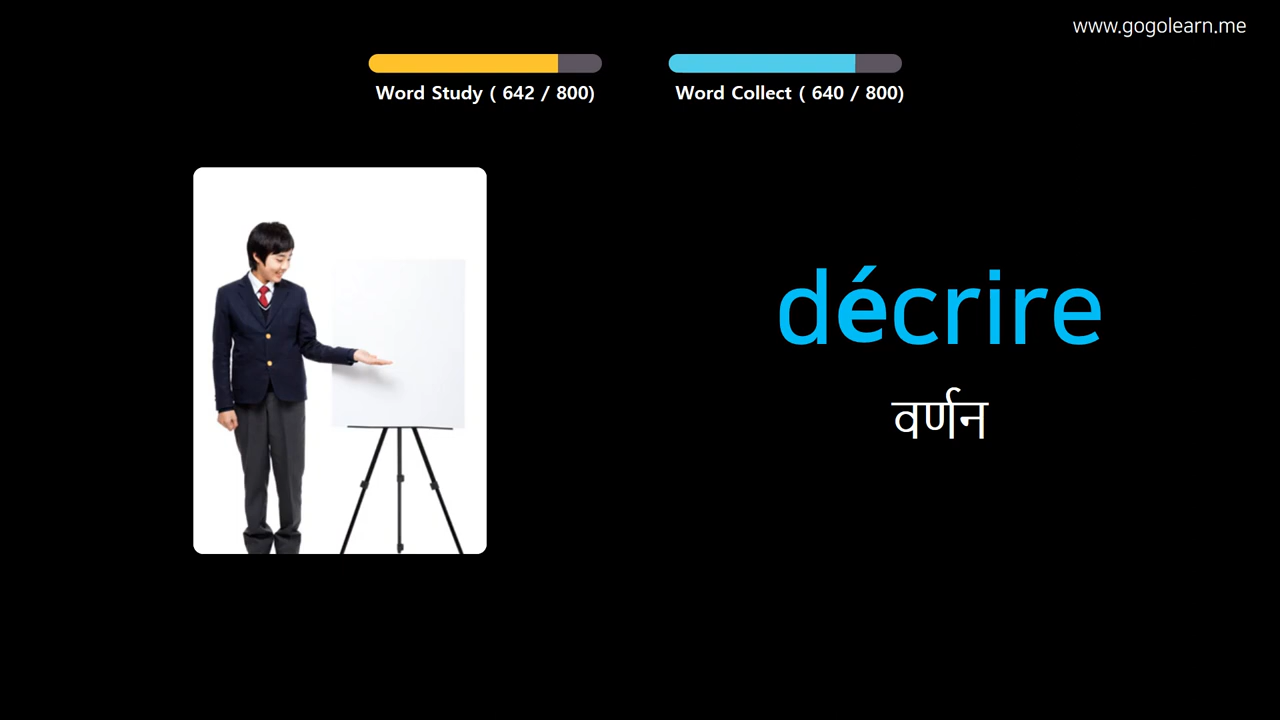 www.gogolearn.me
Word Study ( 642 / 800)
Word Collect ( 640 / 800)
décrire
वर्णन